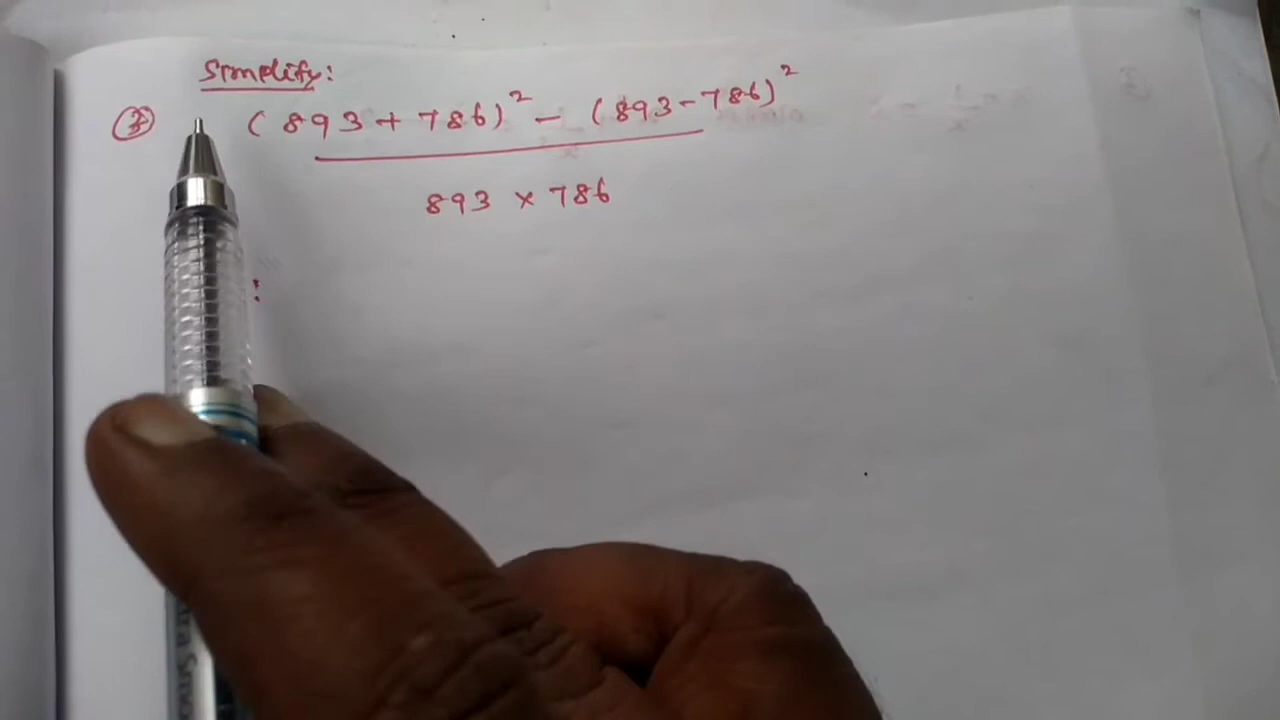 Simplify:
③ (893 + 786)² - (893 - 786)²
893 × 786
: